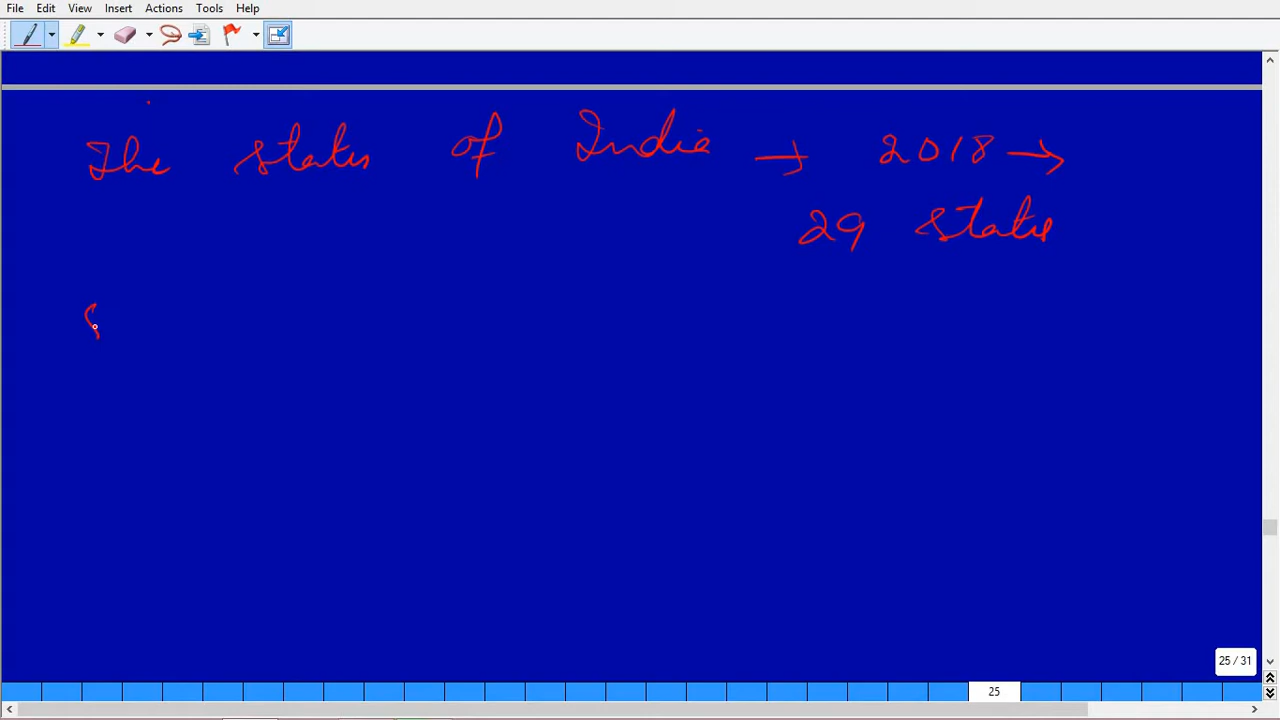 File Edit View Insert Actions Tools Help
The states of India → 2018 →
29 states
25 / 31
25